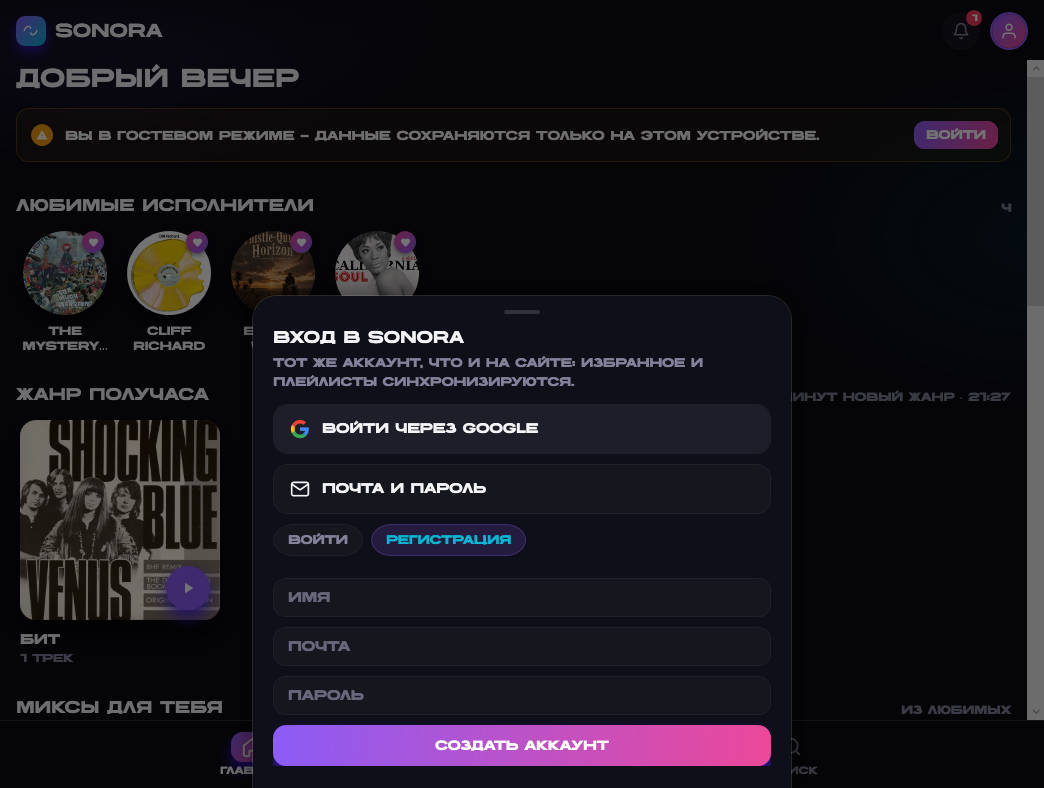 SONORA
1
ДОБРЫЙ ВЕЧЕР
ВЫ В ГОСТЕВОМ РЕЖИМЕ – ДАННЫЕ СОХРАНЯЮТСЯ ТОЛЬКО НА ЭТОМ УСТРОЙСТВЕ.
ВОЙТИ
ЛЮБИМЫЕ ИСПОЛНИТЕЛИ
4
Horizon
SOUL
THE
MYSTERY...
CLIFF
RICHARD
ЖАНР ПОЛУЧАСА
НОВЫЙ ЖАНР · 21:27
SHOCKING
BLUE
VENUS
БИТ
1 ТРЕК
МИКСЫ ДЛЯ ТЕБЯ
ИЗ ЛЮБИМЫХ
ВХОД В SONORA
ТОТ ЖЕ АККАУНТ, ЧТО И НА САЙТЕ: ИЗБРАННОЕ И
ПЛЕЙЛИСТЫ СИНХРОНИЗИРУЮТСЯ.
ВОЙТИ ЧЕРЕЗ GOOGLE
ПОЧТА И ПАРОЛЬ
ВОЙТИ
РЕГИСТРАЦИЯ
ИМЯ
ПОЧТА
ПАРОЛЬ
СОЗДАТЬ АККАУНТ